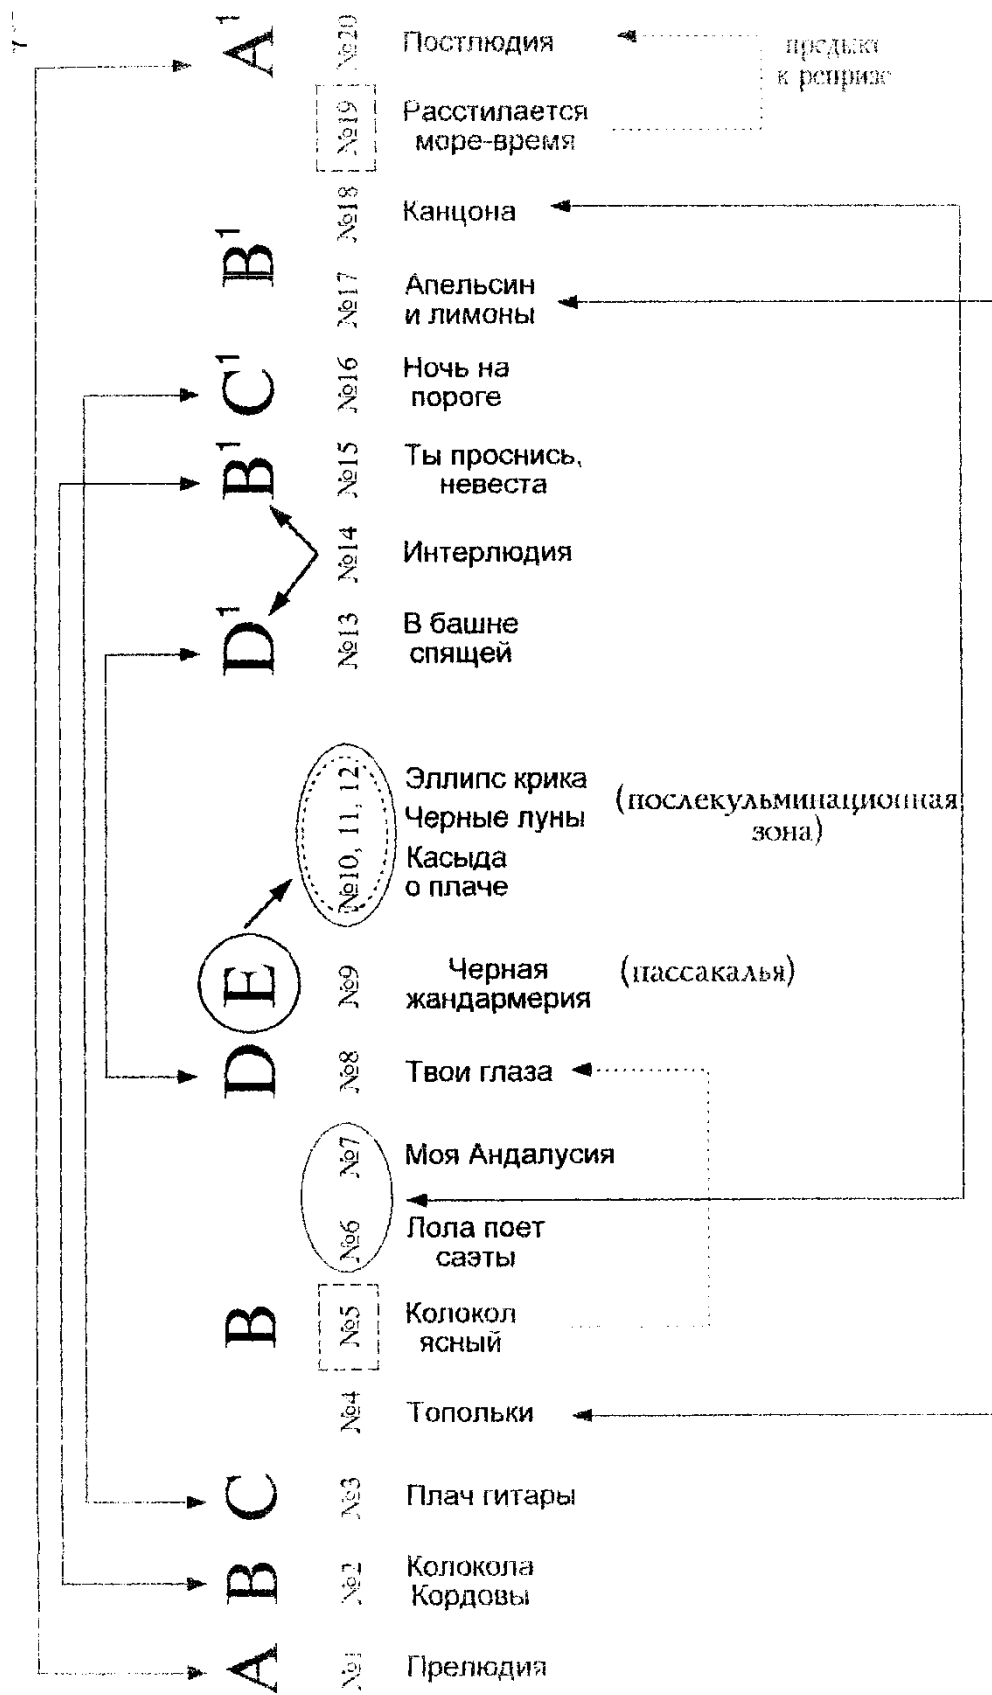 A¹ №20 Постлюдия
предыкт
к репризе
№19 Расстилается
море-время
№18 Канцона
B¹
№17 Апельсин
и лимоны
C¹ №16 Ночь на
пороге
B¹ №15 Ты проснись,
невеста
№14 Интерлюдия
D¹ №13 В башне
спящей
№10, 11, 12
Эллипс крика
Черные луны
Касыда
о плаче
(послекульминационная
зона)
E №9 Черная
жандармерия
(пассакалья)
D №8 Твои глаза
№7 Моя Андалусия
№6 Лола поет
саэты
B №5 Колокол
ясный
№4 Топольки
C №3 Плач гитары
B №2 Колокола
Кордовы
A №1 Прелюдия